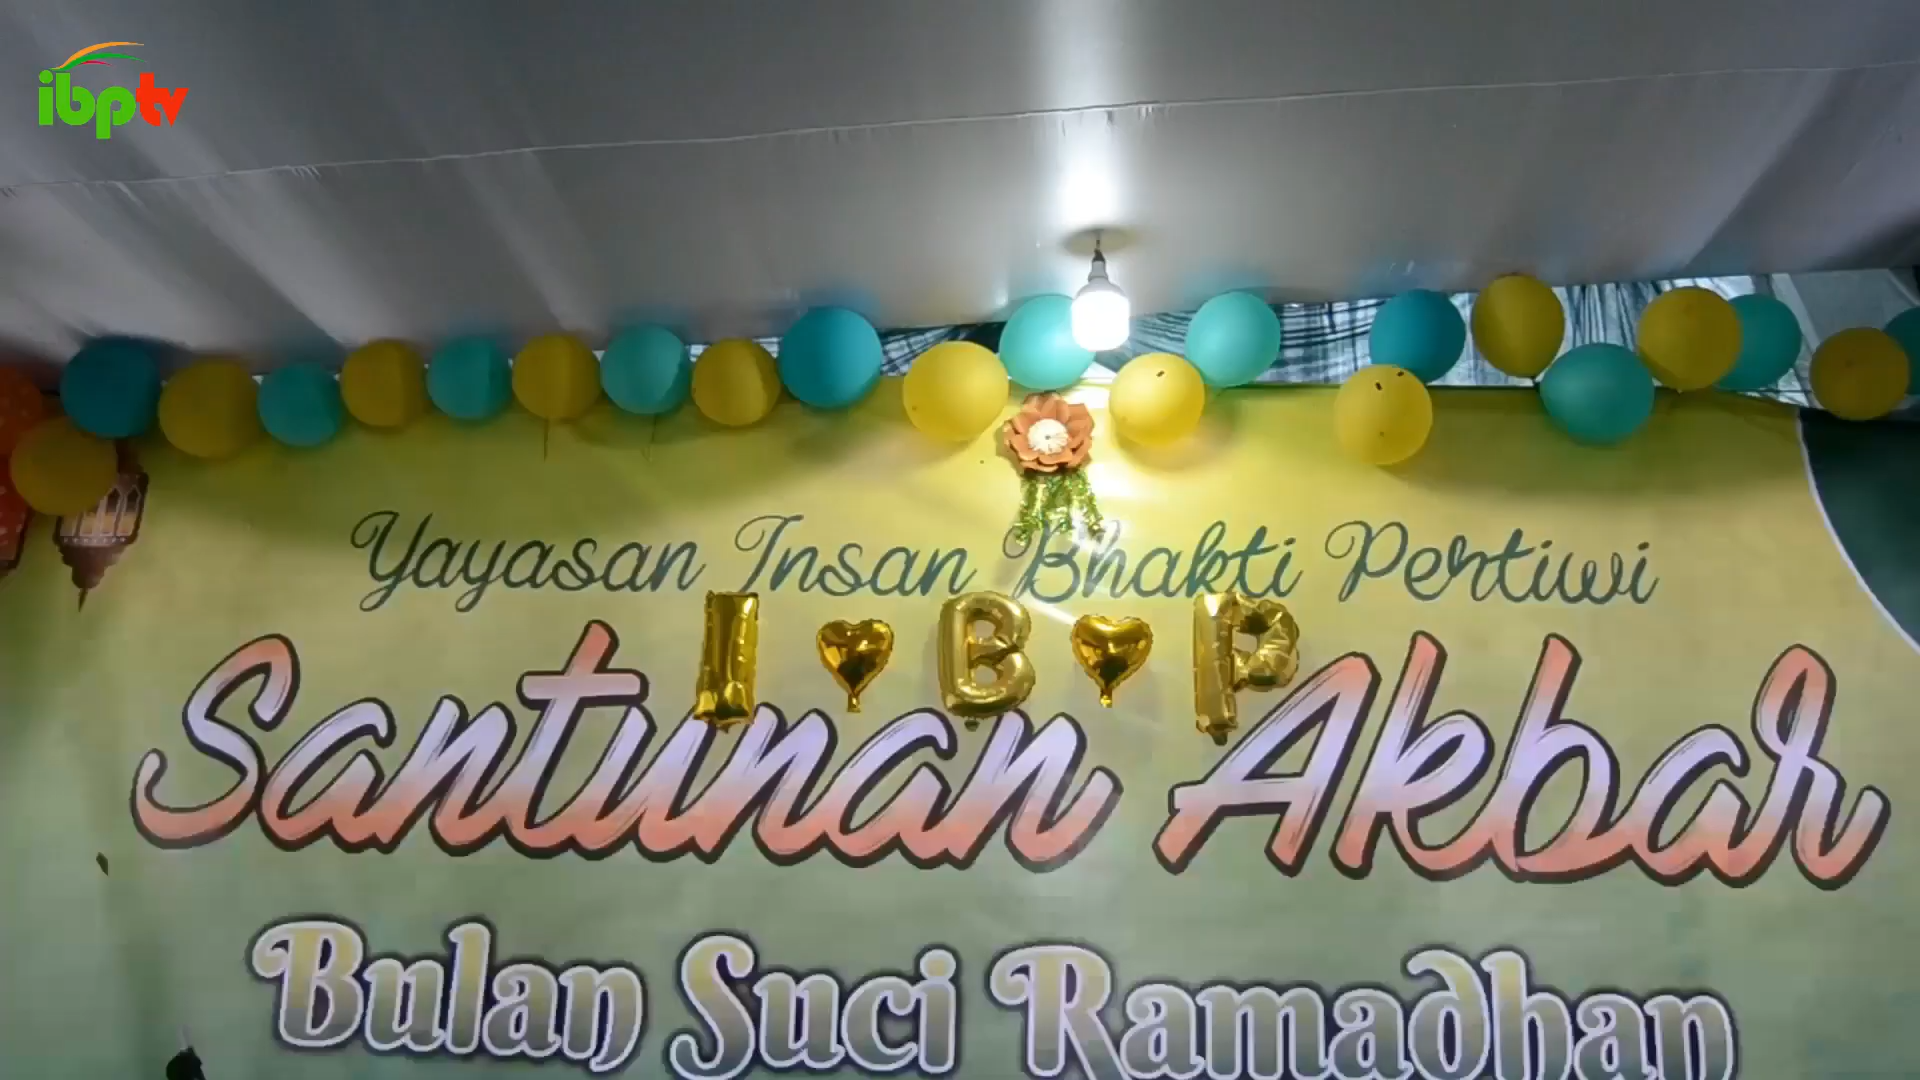 ibptv
Yayasan Insan Bhakti Pertiwi
I B P
Santunan Akbar
Bulan Suci Ramadhan